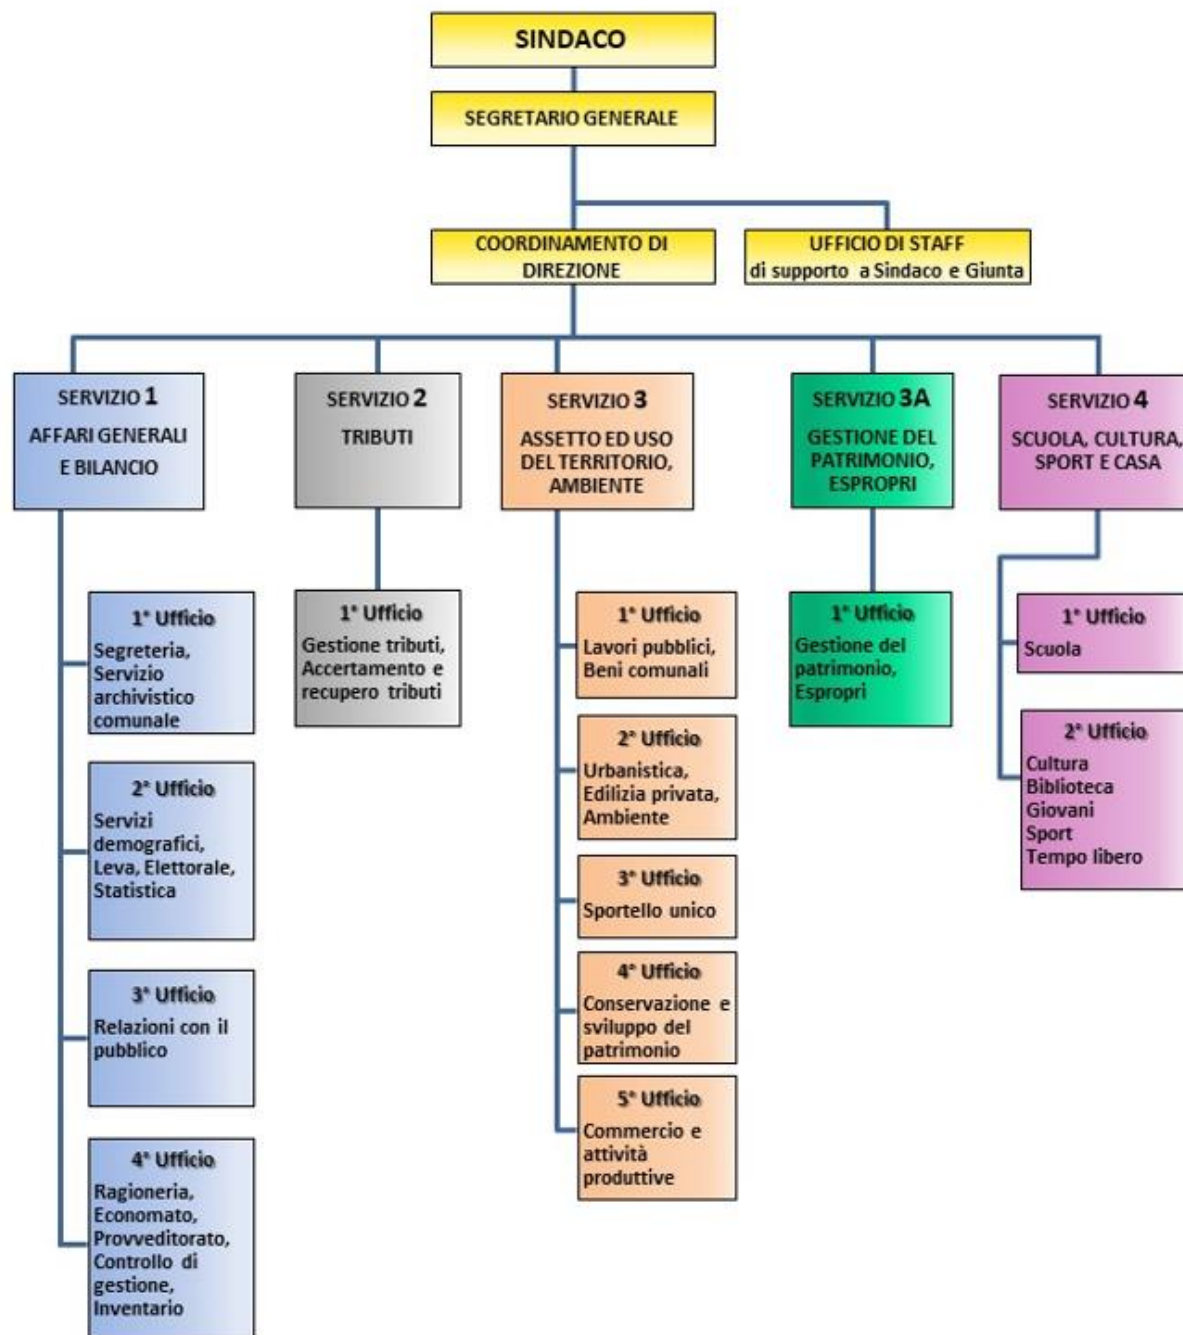 SINDACO
SEGRETARIO GENERALE
COORDINAMENTO DI
DIREZIONE
UFFICIO DI STAFF
di supporto a Sindaco e Giunta
SERVIZIO 1
AFFARI GENERALI
E BILANCIO
SERVIZIO 2
TRIBUTI
SERVIZIO 3
ASSETTO ED USO
DEL TERRITORIO,
AMBIENTE
SERVIZIO 3A
GESTIONE DEL
PATRIMONIO,
ESPROPRI
SERVIZIO 4
SCUOLA, CULTURA,
SPORT E CASA
1° Ufficio
Segreteria,
Servizio
archivistico
comunale
2° Ufficio
Servizi
demografici,
Leva, Elettorale,
Statistica
3° Ufficio
Relazioni con il
pubblico
4° Ufficio
Ragioneria,
Economato,
Provveditorato,
Controllo di
gestione,
Inventario
1° Ufficio
Gestione tributi,
Accertamento e
recupero tributi
1° Ufficio
Lavori pubblici,
Beni comunali
2° Ufficio
Urbanistica,
Edilizia privata,
Ambiente
3° Ufficio
Sportello unico
4° Ufficio
Conservazione e
sviluppo del
patrimonio
5° Ufficio
Commercio e
attività
produttive
1° Ufficio
Gestione del
patrimonio,
Espropri
1° Ufficio
Scuola
2° Ufficio
Cultura
Biblioteca
Giovani
Sport
Tempo libero